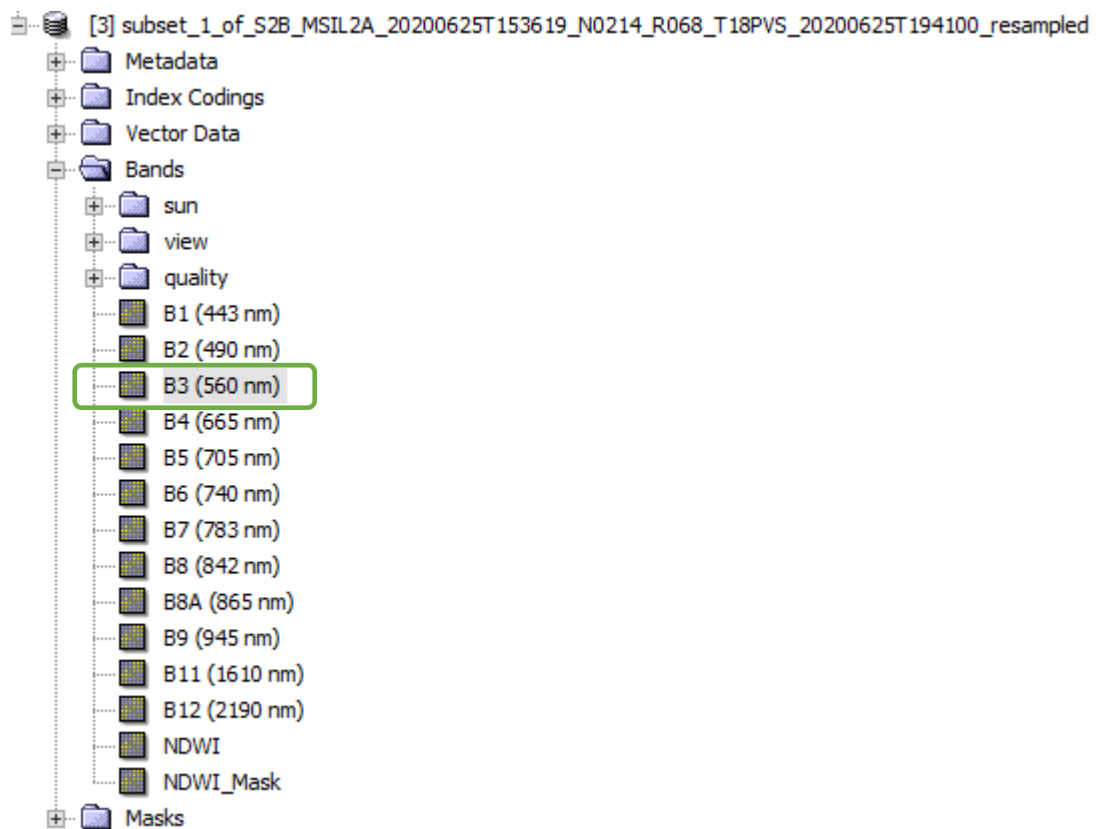 [3] subset_1_of_S2B_MSIL2A_20200625T153619_N0214_R068_T18PVS_20200625T194100_resampled
Metadata
Index Codings
Vector Data
Bands
sun
view
quality
B1 (443 nm)
B2 (490 nm)
B3 (560 nm)
B4 (665 nm)
B5 (705 nm)
B6 (740 nm)
B7 (783 nm)
B8 (842 nm)
B8A (865 nm)
B9 (945 nm)
B11 (1610 nm)
B12 (2190 nm)
NDWI
NDWI_Mask
Masks